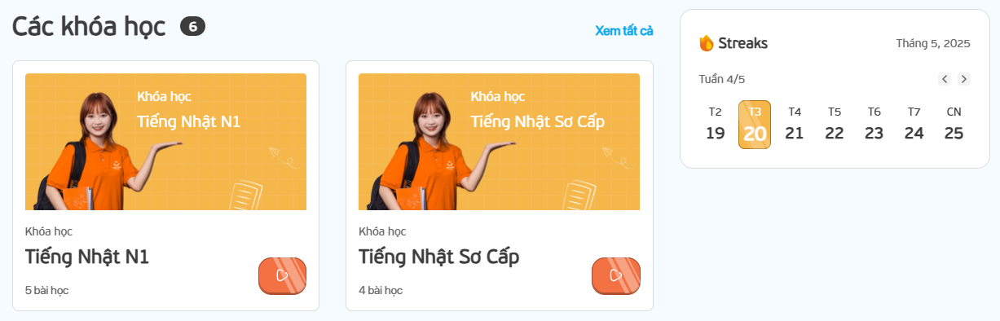 Các khóa học 6
Xem tất cả
Khóa học
Tiếng Nhật N1
Khóa học
Tiếng Nhật N1
5 bài học
Khóa học
Tiếng Nhật Sơ Cấp
Khóa học
Tiếng Nhật Sơ Cấp
4 bài học
Streaks
Tháng 5, 2025
Tuần 4/5
T2 T3 T4 T5 T6 T7 CN
19 20 21 22 23 24 25